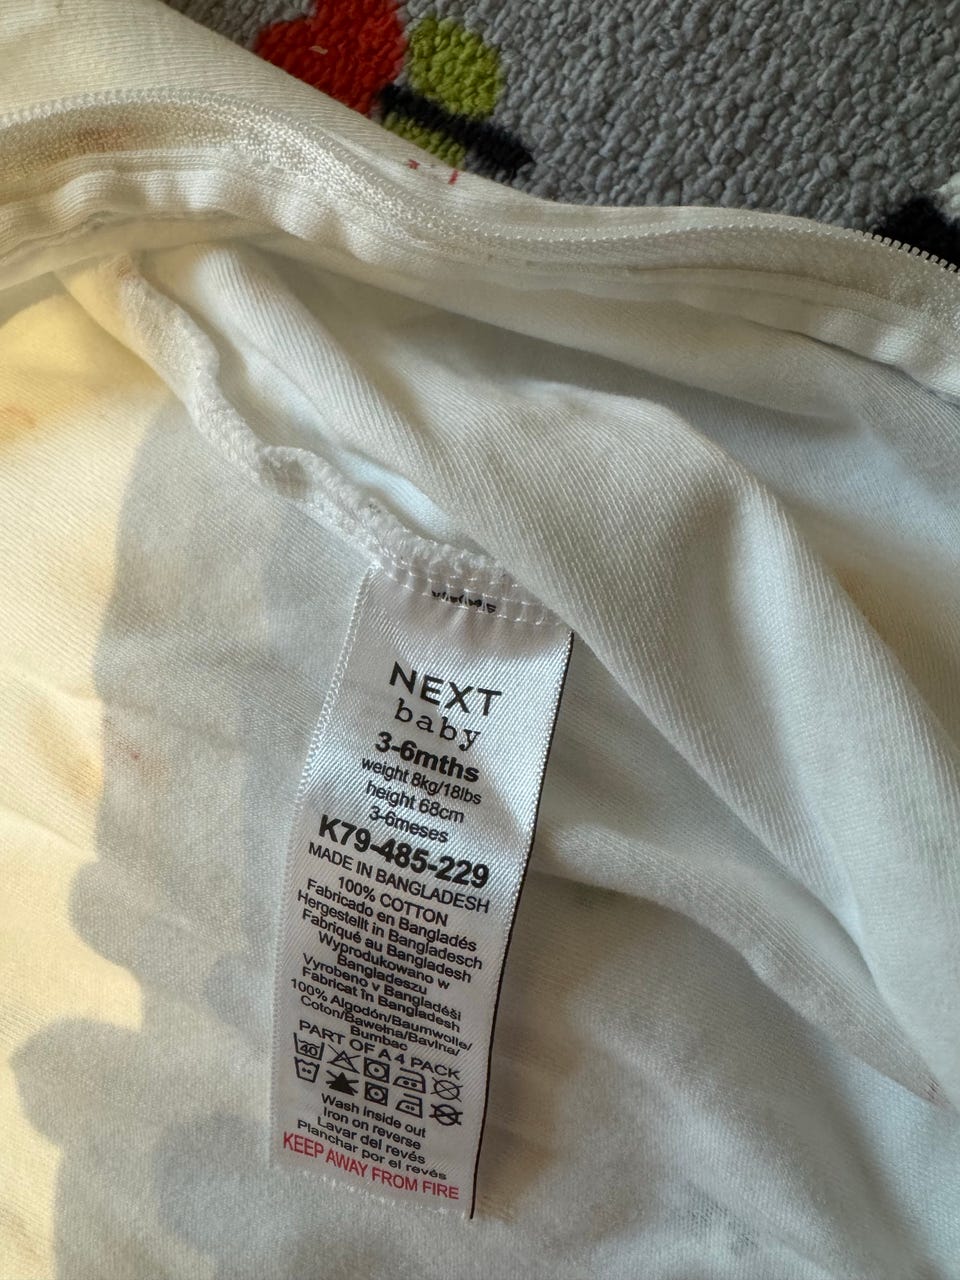 NEXT
baby
3-6mths
weight 8kg/18lbs
height 68cm
3-6meses
K79-485-229
MADE IN BANGLADESH
100% COTTON
Fabricado en Bangladés
Hergestellt in Bangladesch
Fabriqué au Bangladesh
Wyprodukowano w
Bangladeszu
Vyrobeno v Bangladéši
Fabricat în Bangladesh
100% Algodón/Baumwolle/
Coton/Bawełna/Bavlna/
Bumbac
PART OF A 4 PACK
40
Wash inside out
Iron on reverse
Lavar del revés
Planchar por el revés
KEEP AWAY FROM FIRE